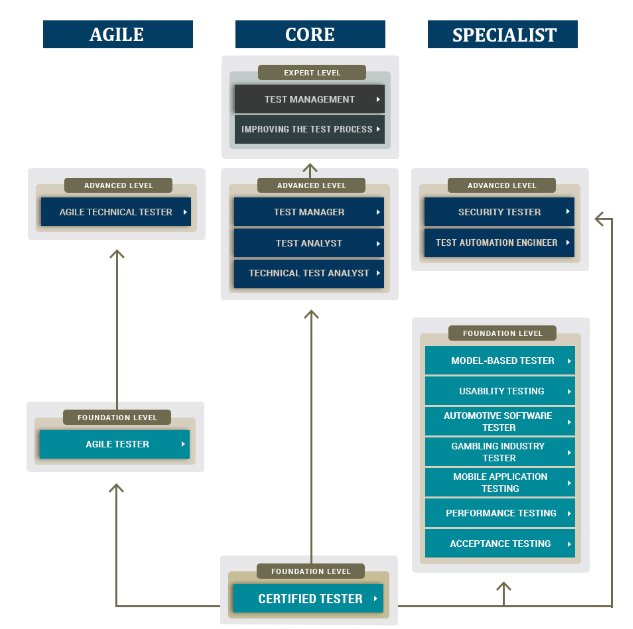 AGILE
CORE
SPECIALIST
EXPERT LEVEL
TEST MANAGEMENT
IMPROVING THE TEST PROCESS
ADVANCED LEVEL
AGILE TECHNICAL TESTER
ADVANCED LEVEL
TEST MANAGER
TEST ANALYST
TECHNICAL TEST ANALYST
ADVANCED LEVEL
SECURITY TESTER
TEST AUTOMATION ENGINEER
FOUNDATION LEVEL
MODEL-BASED TESTER
USABILITY TESTING
AUTOMOTIVE SOFTWARE
TESTER
GAMBLING INDUSTRY
TESTER
MOBILE APPLICATION
TESTING
PERFORMANCE TESTING
ACCEPTANCE TESTING
FOUNDATION LEVEL
AGILE TESTER
FOUNDATION LEVEL
CERTIFIED TESTER